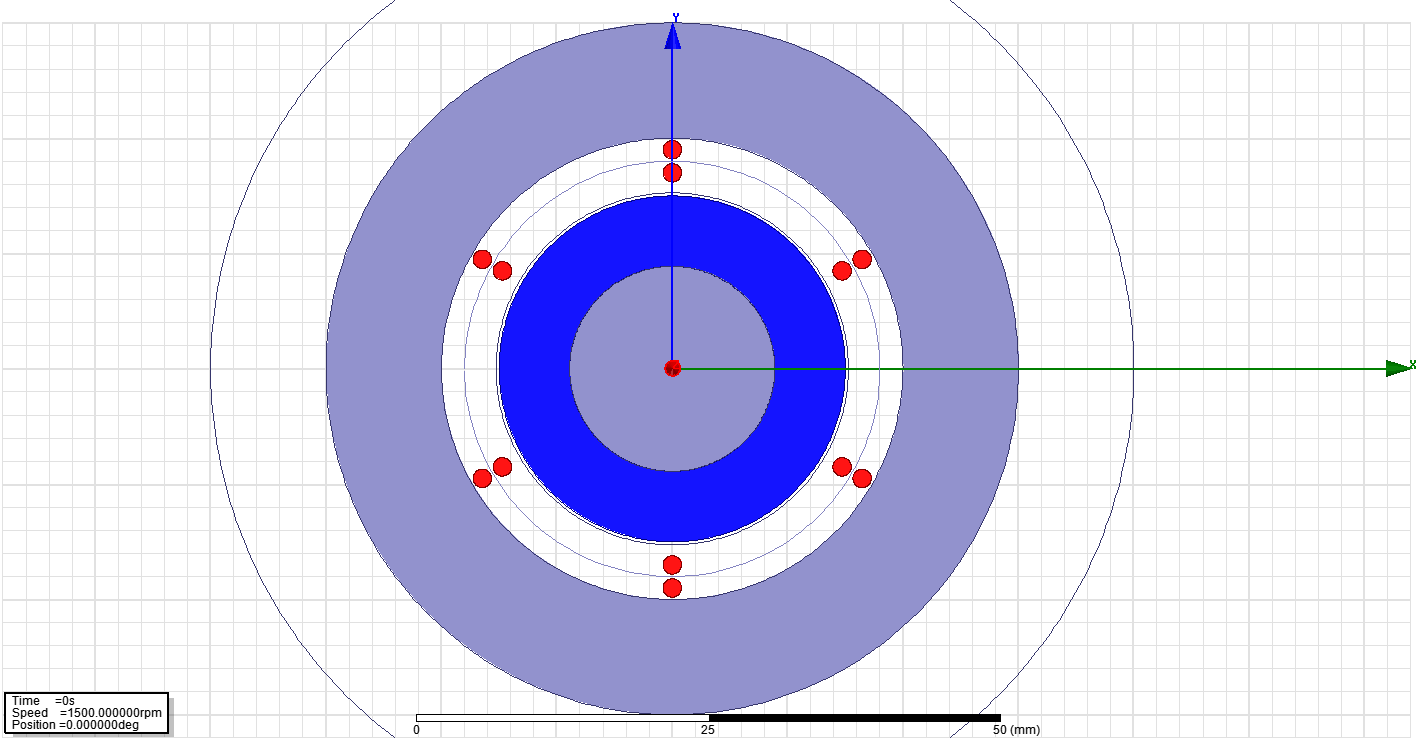 Y
X
Time =0s
Speed =1500.000000rpm
Position =0.000000deg
0 25 50 (mm)